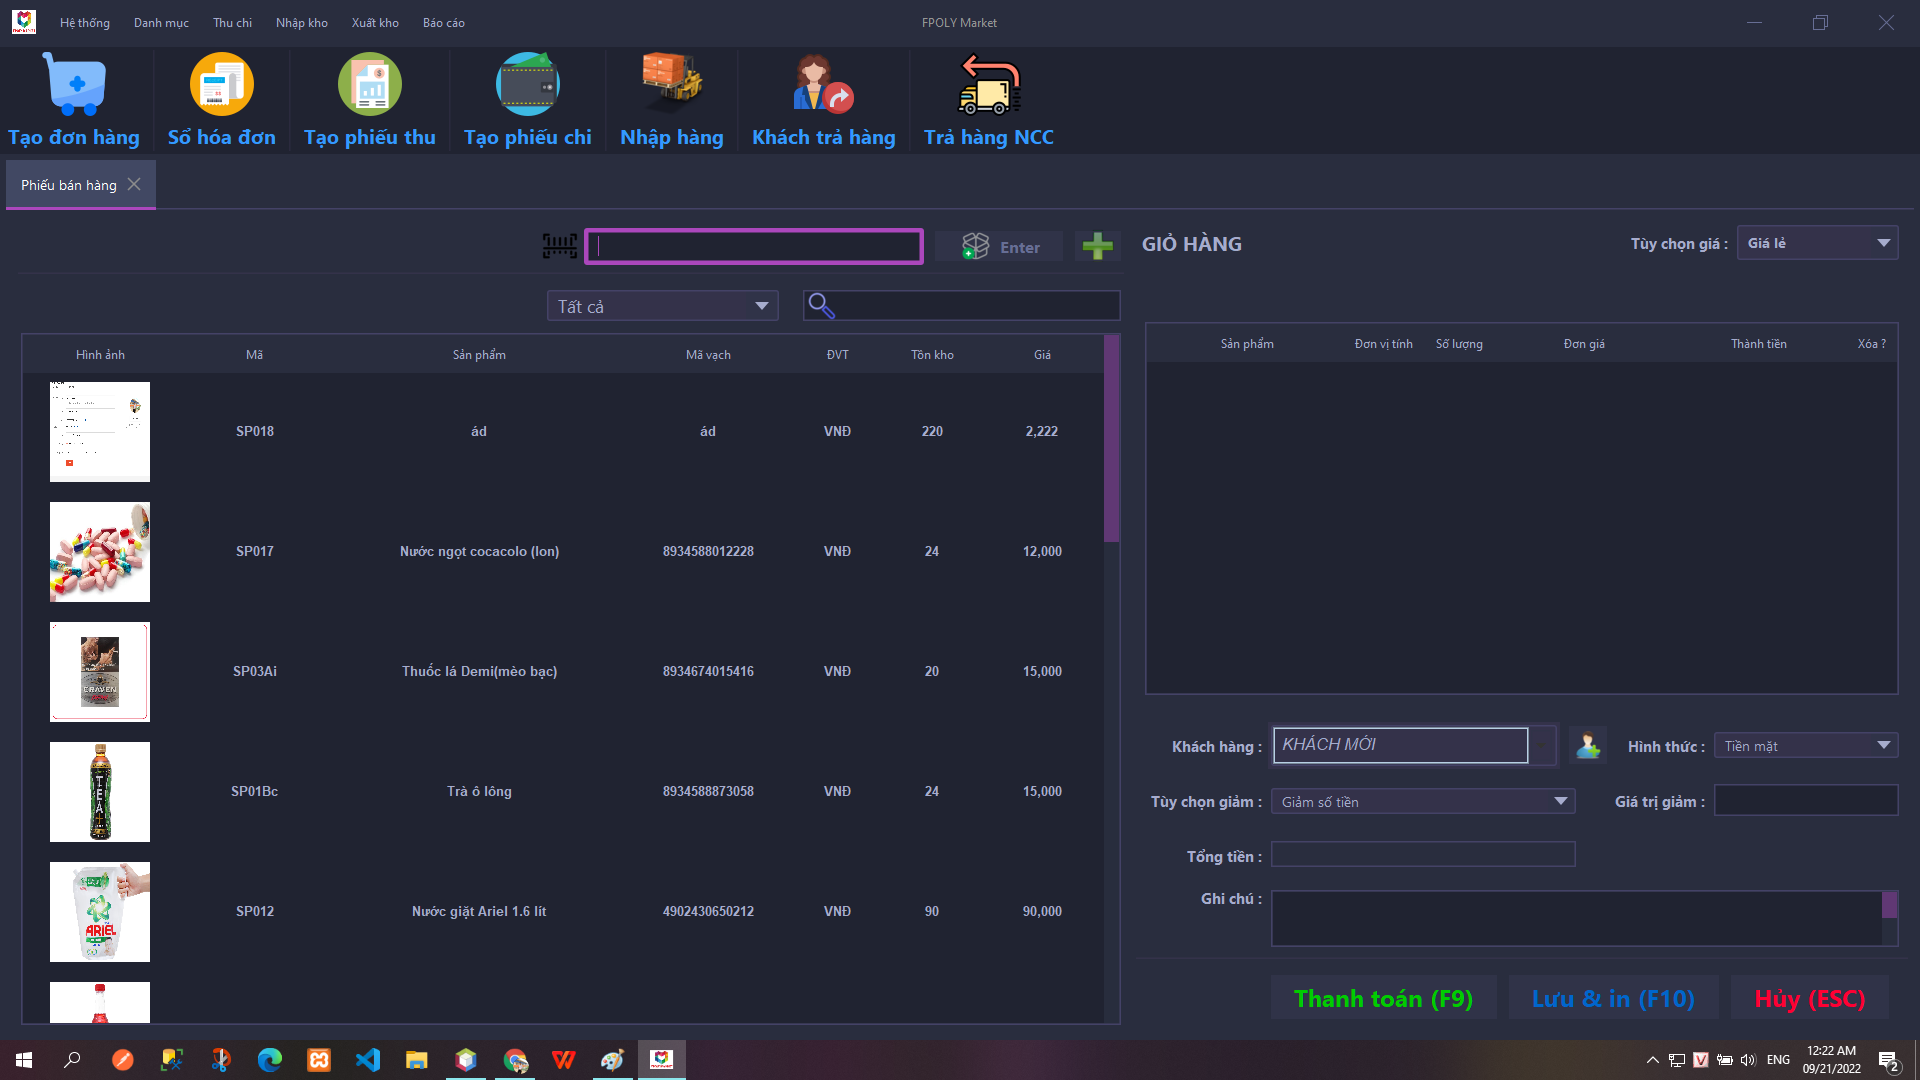 Hệ thống Danh mục Thu chi Nhập kho Xuất kho Báo cáo FPOLY Market
Tạo đơn hàng Sổ hóa đơn Tạo phiếu thu Tạo phiếu chi Nhập hàng Khách trả hàng Trả hàng NCC
Phiếu bán hàng
Enter
GIỎ HÀNG
Tùy chọn giá : Giá lẻ
Tất cả
Hình ảnh Mã Sản phẩm Mã vạch ĐVT Tồn kho Giá
SP018 ád ád VNĐ 220 2,222
SP017 Nước ngọt cocacolo (lon) 8934588012228 VNĐ 24 12,000
SP03Ai Thuốc lá Demi(mèo bạc) 8934674015416 VNĐ 20 15,000
CRAVEN
SP01Bc Trà ô lông 8934588873058 VNĐ 24 15,000
TEA+
SP012 Nước giặt Ariel 1.6 lít 4902430650212 VNĐ 90 90,000
ARIEL
Sản phẩm Đơn vị tính Số lượng Đơn giá Thành tiền Xóa ?
Khách hàng : KHÁCH MỚI Hình thức : Tiền mặt
Tùy chọn giảm : Giảm số tiền Giá trị giảm :
Tổng tiền :
Ghi chú :
Thanh toán (F9) Lưu & in (F10) Hủy (ESC)
ENG 12:22 AM
09/21/2022
2